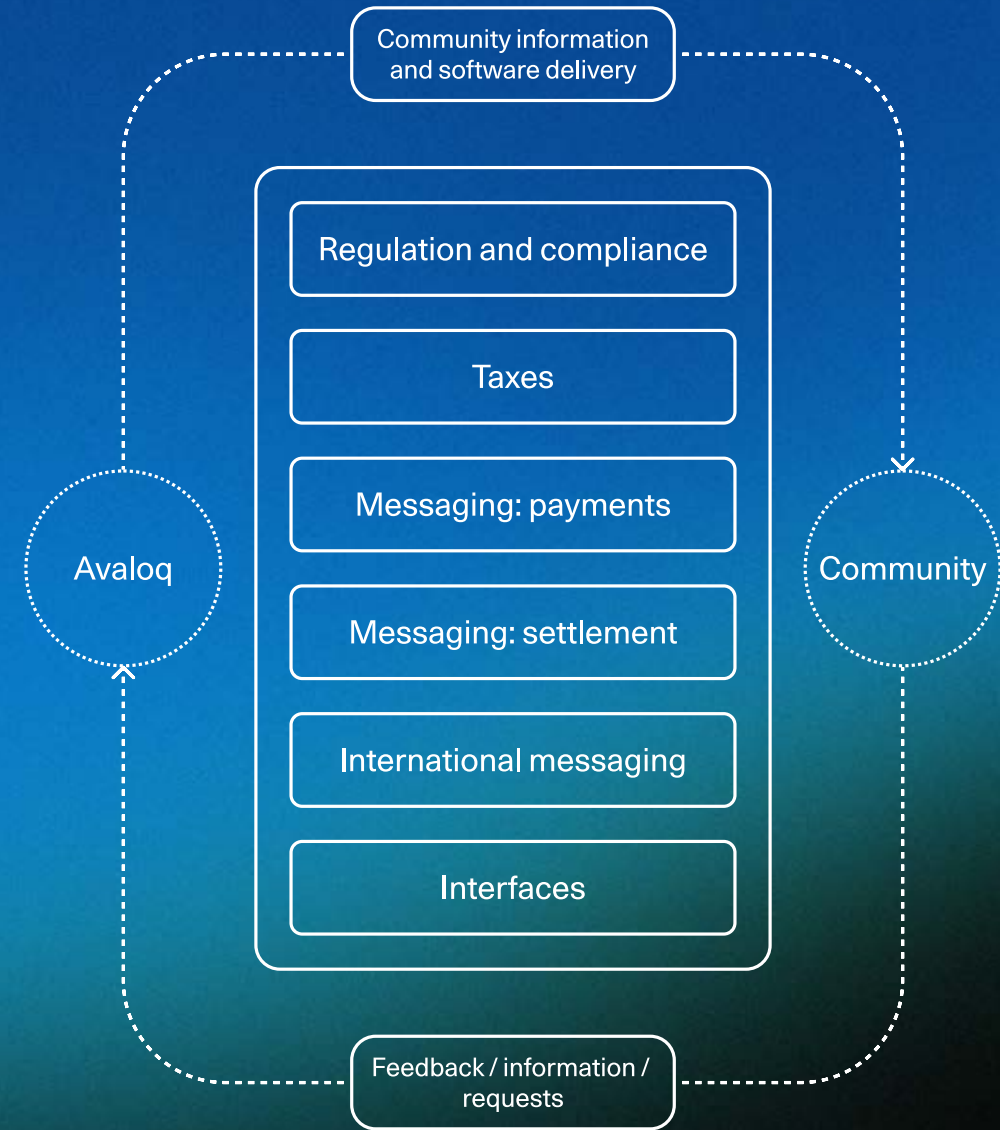 Community information
and software delivery
Regulation and compliance
Taxes
Messaging: payments
Avaloq
Community
Messaging: settlement
International messaging
Interfaces
Feedback / information /
requests